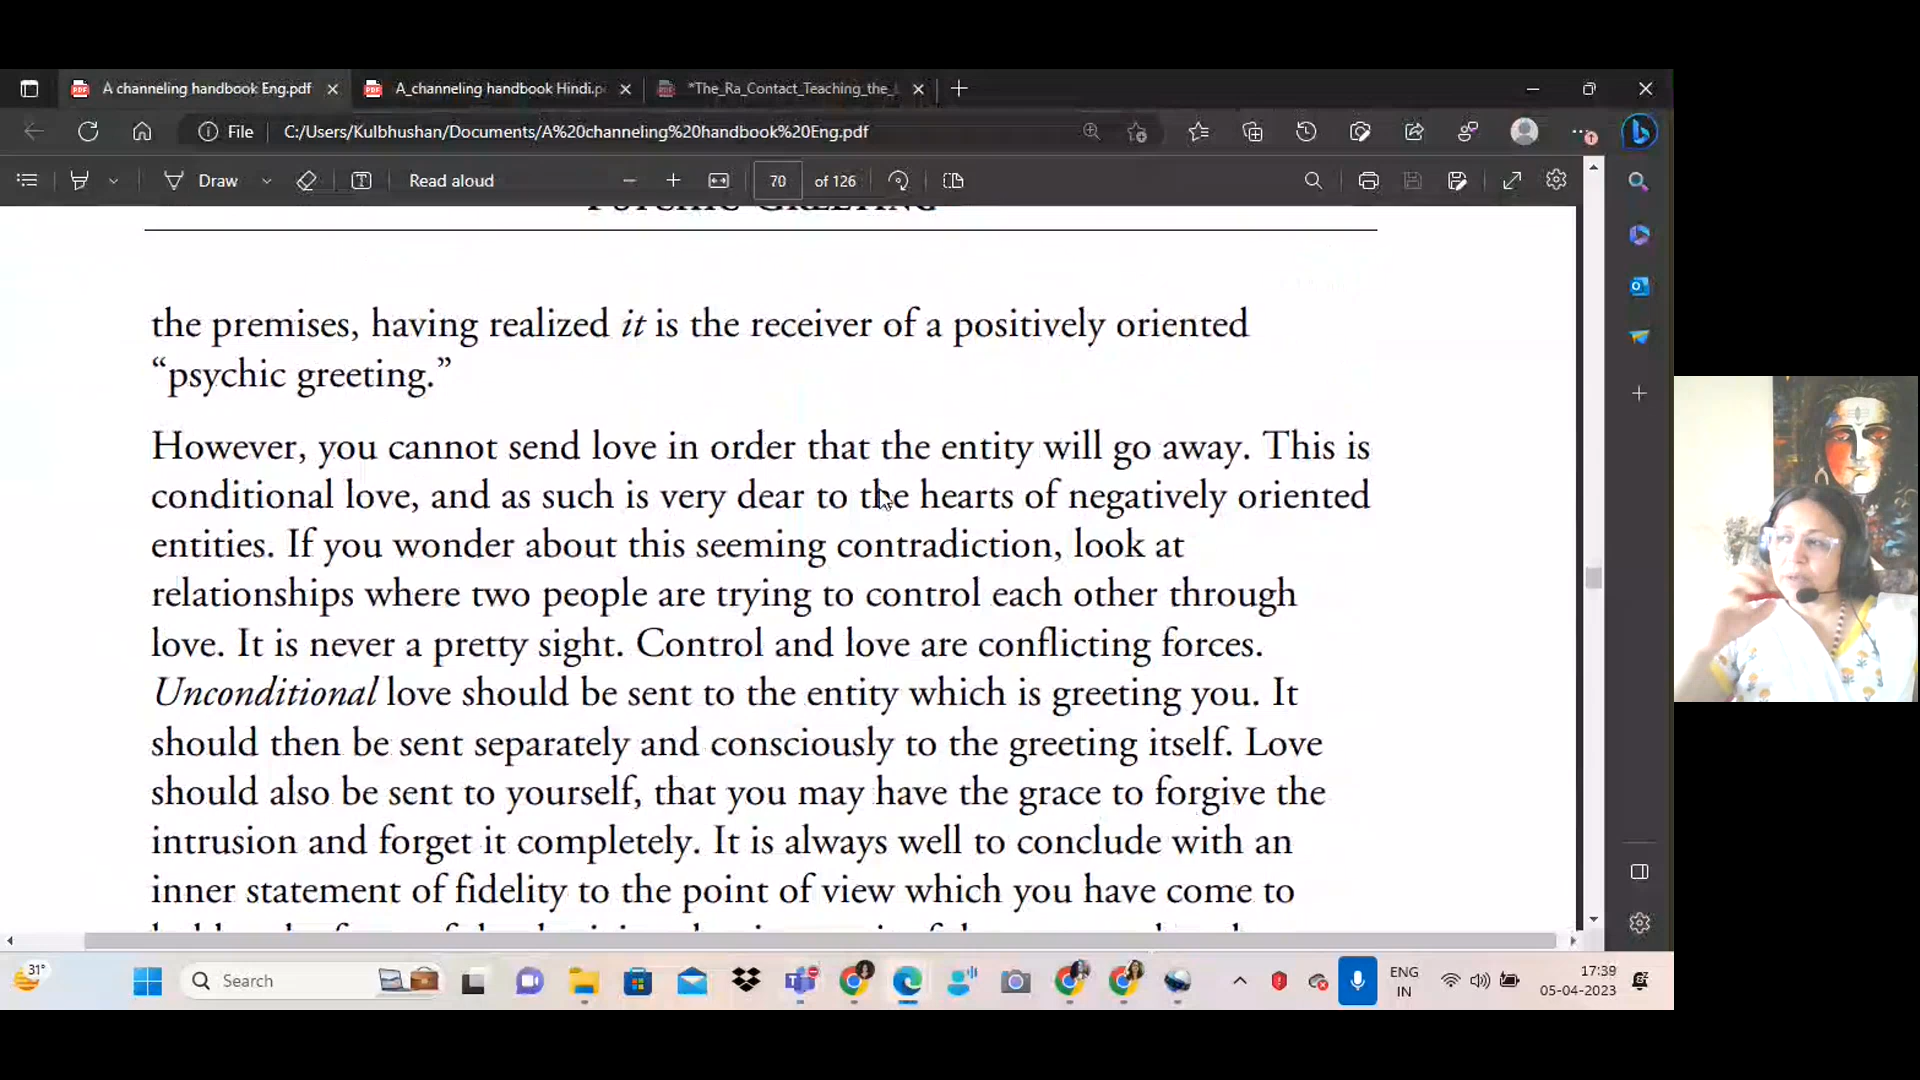 A channeling handbook Eng.pdf
A_channeling handbook Hindi.p
*The_Ra_Contact_Teaching_the_
File
C:/Users/Kulbhushan/Documents/A%20channeling%20handbook%20Eng.pdf
Draw
Read aloud
70 of 126
PSYCHIC GREETING
the premises, having realized it is the receiver of a positively oriented
“psychic greeting.”
However, you cannot send love in order that the entity will go away. This is
conditional love, and as such is very dear to the hearts of negatively oriented
entities. If you wonder about this seeming contradiction, look at
relationships where two people are trying to control each other through
love. It is never a pretty sight. Control and love are conflicting forces.
Unconditional love should be sent to the entity which is greeting you. It
should then be sent separately and consciously to the greeting itself. Love
should also be sent to yourself, that you may have the grace to forgive the
intrusion and forget it completely. It is always well to conclude with an
inner statement of fidelity to the point of view which you have come to
31°
Search
ENG
IN
17:39
05-04-2023